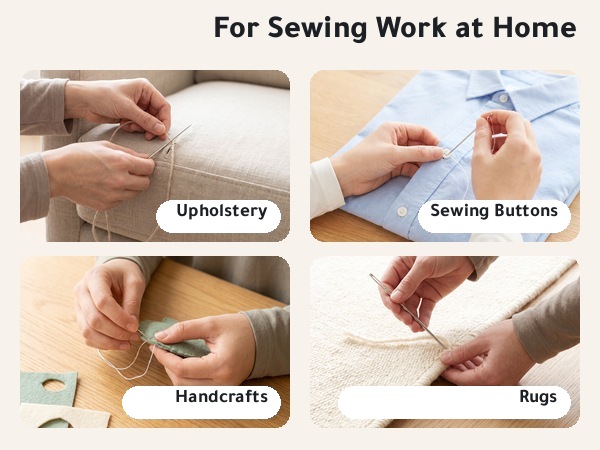 For Sewing Work at Home
Upholstery
Sewing Buttons
Handcrafts
Rugs